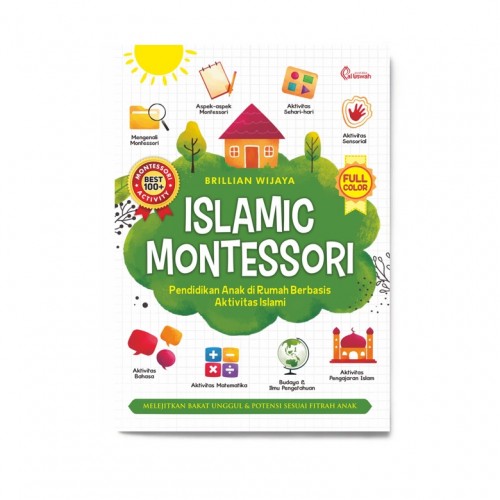 Aspek-aspek
Montessori
Aktivitas
Sehari-hari
Mengenali
Montessori
Aktivitas
Sensorial
BRILLIAN WIJAYA
MONTESSORI
BEST
100+
ACTIVITY
FULL
COLOR
ISLAMIC
MONTESSORI
Pendidikan Anak di Rumah Berbasis
Aktivitas Islami
Aktivitas
Bahasa
Aktivitas Matematika
Budaya &
Ilmu Pengetahuan
Aktivitas
Pengajaran Islam
MELEJITKAN BAKAT UNGGUL & POTENSI SESUAI FITRAH ANAK